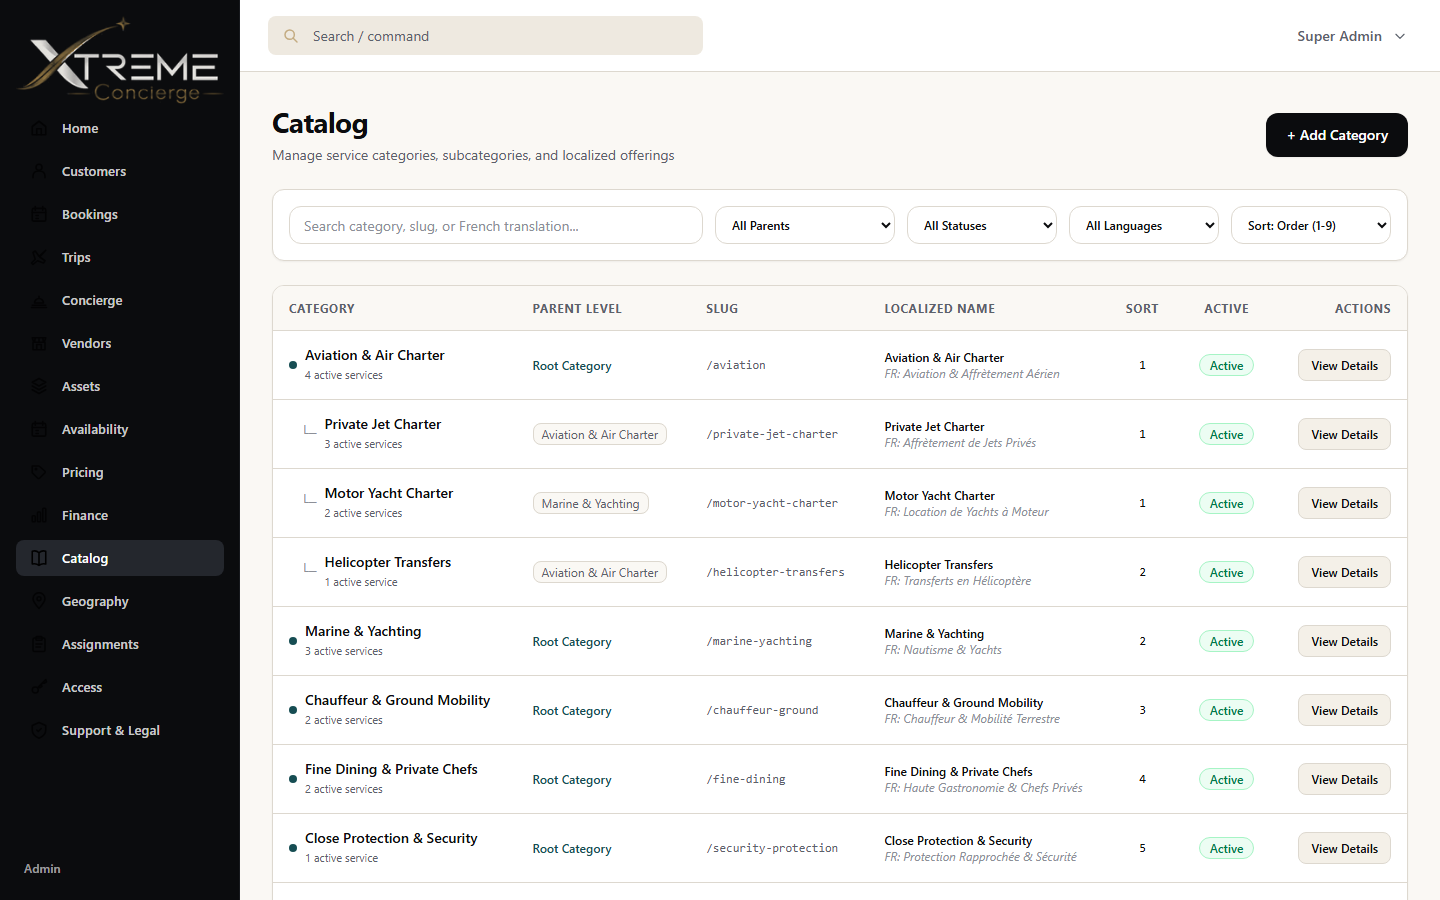 XTREME
Concierge
Home
Customers
Bookings
Trips
Concierge
Vendors
Assets
Availability
Pricing
Finance
Catalog
Geography
Assignments
Access
Support & Legal
Admin
Search / command
Super Admin
Catalog
Manage service categories, subcategories, and localized offerings
+ Add Category
Search category, slug, or French translation...
All Parents
All Statuses
All Languages
Sort: Order (1-9)
CATEGORY PARENT LEVEL SLUG LOCALIZED NAME SORT ACTIVE ACTIONS
Aviation & Air Charter
4 active services
Root Category
/aviation
Aviation & Air Charter
FR: Aviation & Affrètement Aérien
1
Active
View Details
Private Jet Charter
3 active services
Aviation & Air Charter
/private-jet-charter
Private Jet Charter
FR: Affrètement de Jets Privés
1
Active
View Details
Motor Yacht Charter
2 active services
Marine & Yachting
/motor-yacht-charter
Motor Yacht Charter
FR: Location de Yachts à Moteur
1
Active
View Details
Helicopter Transfers
1 active service
Aviation & Air Charter
/helicopter-transfers
Helicopter Transfers
FR: Transferts en Hélicoptère
2
Active
View Details
Marine & Yachting
3 active services
Root Category
/marine-yachting
Marine & Yachting
FR: Nautisme & Yachts
2
Active
View Details
Chauffeur & Ground Mobility
2 active services
Root Category
/chauffeur-ground
Chauffeur & Ground Mobility
FR: Chauffeur & Mobilité Terrestre
3
Active
View Details
Fine Dining & Private Chefs
2 active services
Root Category
/fine-dining
Fine Dining & Private Chefs
FR: Haute Gastronomie & Chefs Privés
4
Active
View Details
Close Protection & Security
1 active service
Root Category
/security-protection
Close Protection & Security
FR: Protection Rapprochée & Sécurité
5
Active
View Details